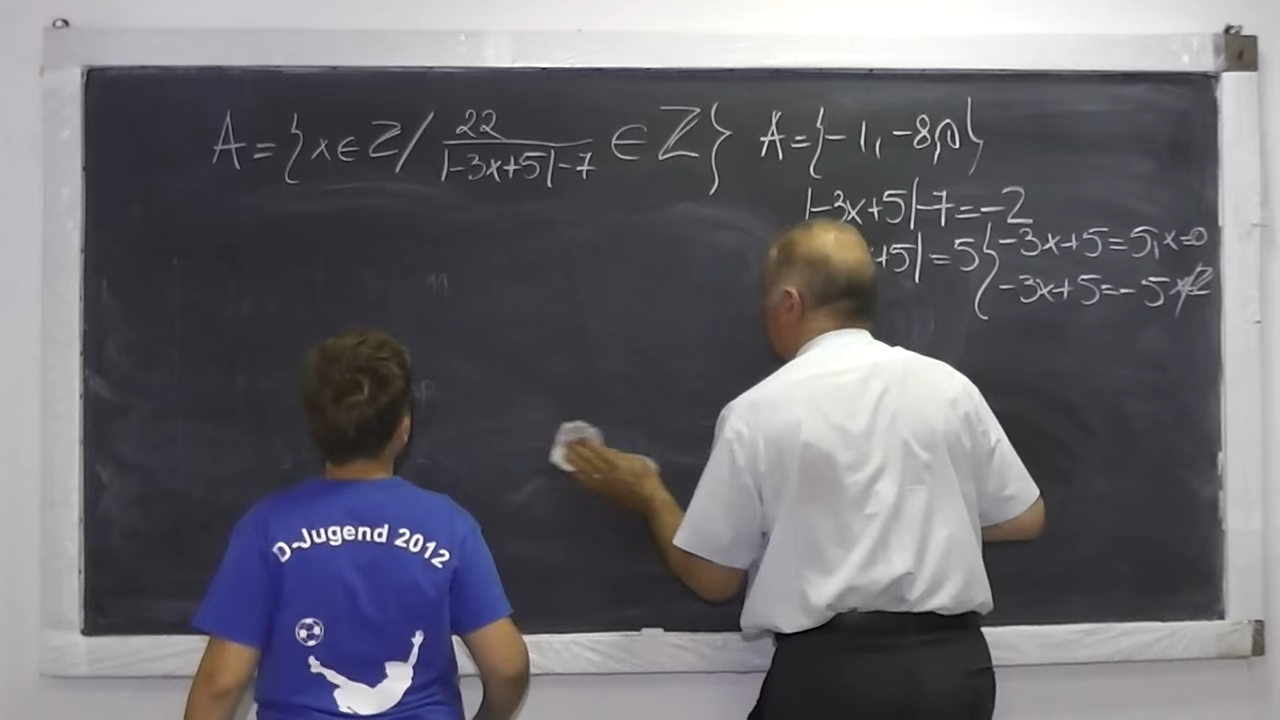 A={x∈Z/ 22/(|-3x+5|-7) ∈Z} A={-1,-8,0}
|-3x+5|-7=-2
+5|=5{-3x+5=5,x=0
-3x+5=-5
D-Jugend 2012